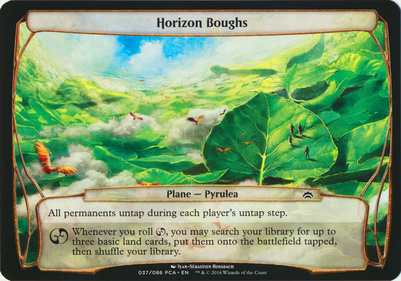 Horizon Boughs
Plane — Pyrulea
All permanents untap during each player's untap step.
Whenever you roll , you may search your library for up to
three basic land cards, put them onto the battlefield tapped,
then shuffle your library.
Jean-Sébastien Rossbach
037/086 PCA • EN ™ & © 2016 Wizards of the Coast